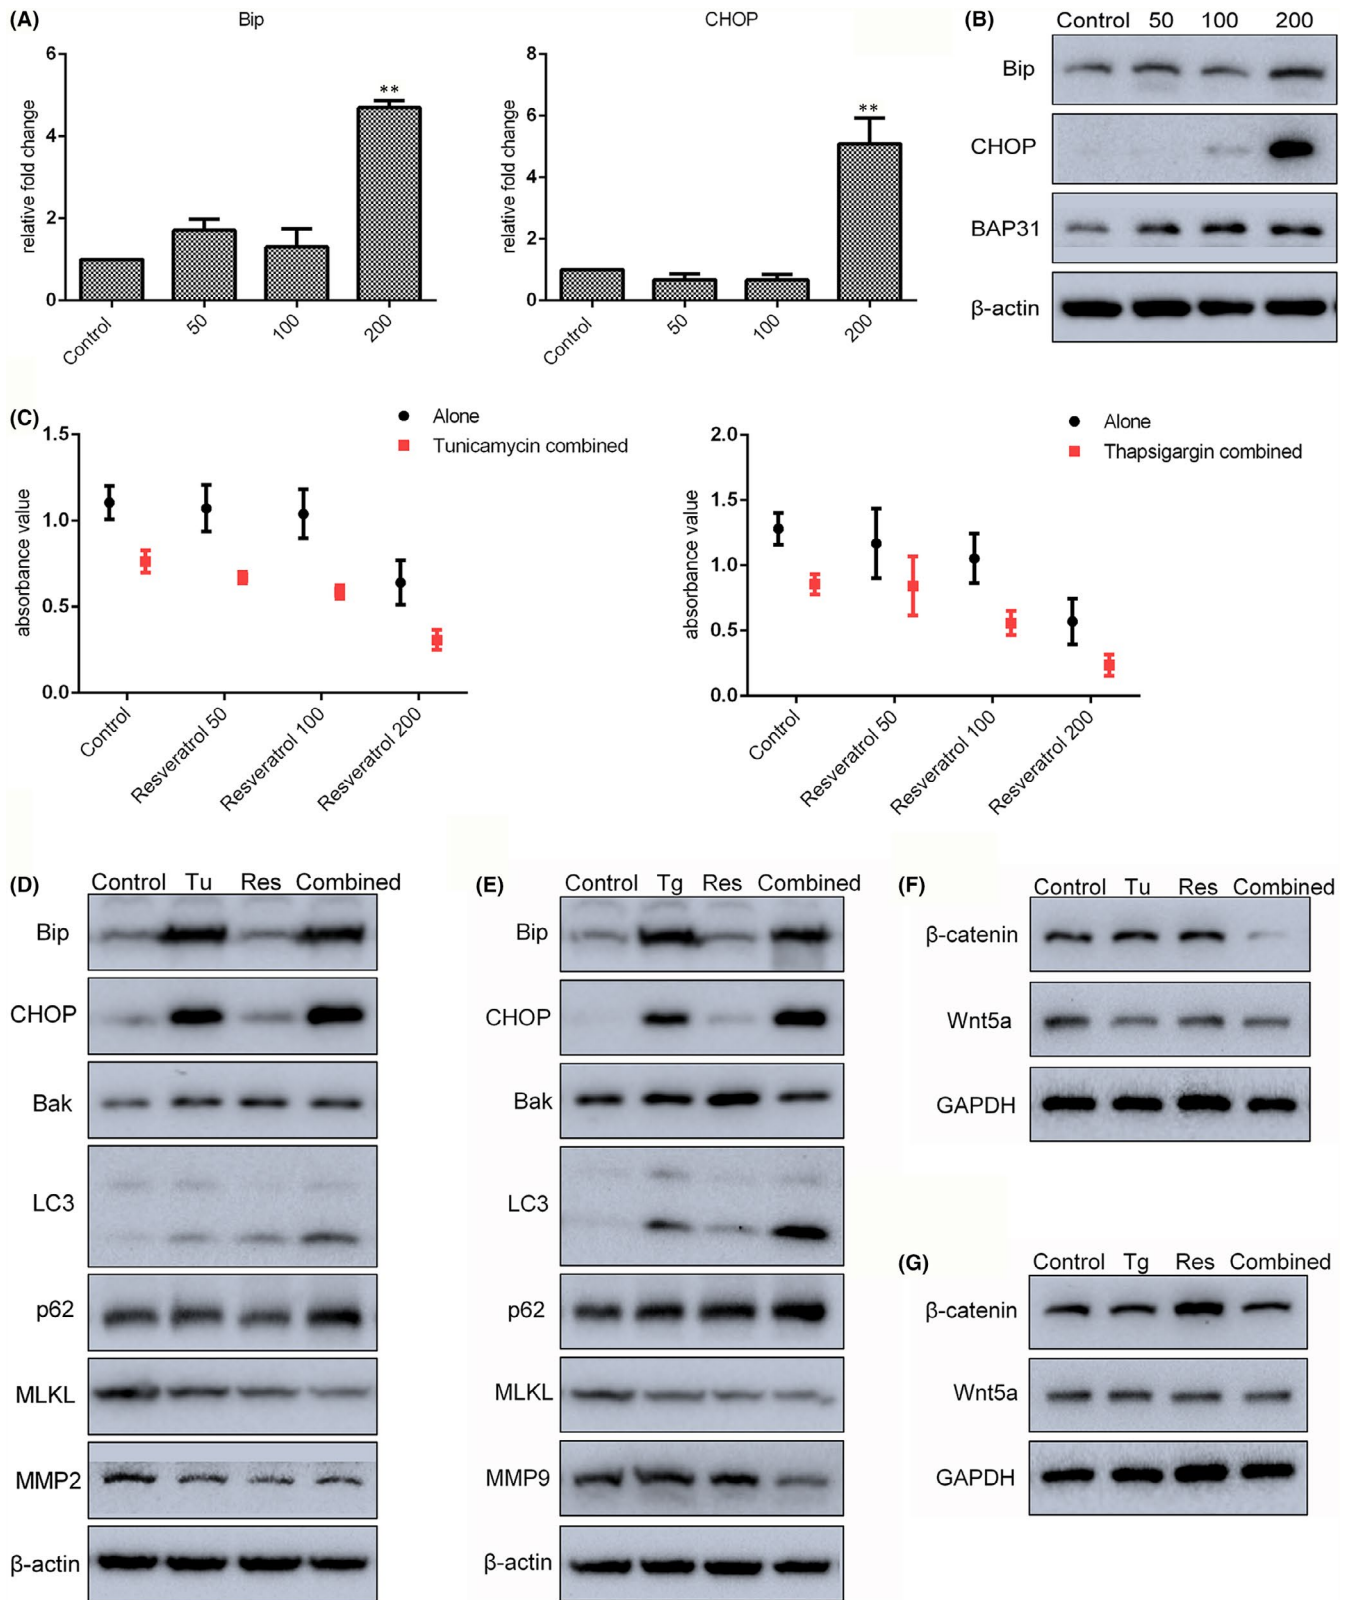 (A)
Bip
relative fold change
6
4
2
0
Control
50
100
200
**
CHOP
relative fold change
8
6
4
2
0
Control
50
100
200
**
(B)
Control 50 100 200
Bip
CHOP
BAP31
β-actin
(C)
Alone
Tunicamycin combined
absorbance value
1.5
1.0
0.5
0.0
Control
Resveratrol 50
Resveratrol 100
Resveratrol 200
Alone
Thapsigargin combined
absorbance value
2.0
1.5
1.0
0.5
0.0
Control
Resveratrol 50
Resveratrol 100
Resveratrol 200
(D)
Control Tu Res Combined
Bip
CHOP
Bak
LC3
p62
MLKL
MMP2
β-actin
(E)
Control Tg Res Combined
Bip
CHOP
Bak
LC3
p62
MLKL
MMP9
β-actin
(F)
Control Tu Res Combined
β-catenin
Wnt5a
GAPDH
(G)
Control Tg Res Combined
β-catenin
Wnt5a
GAPDH